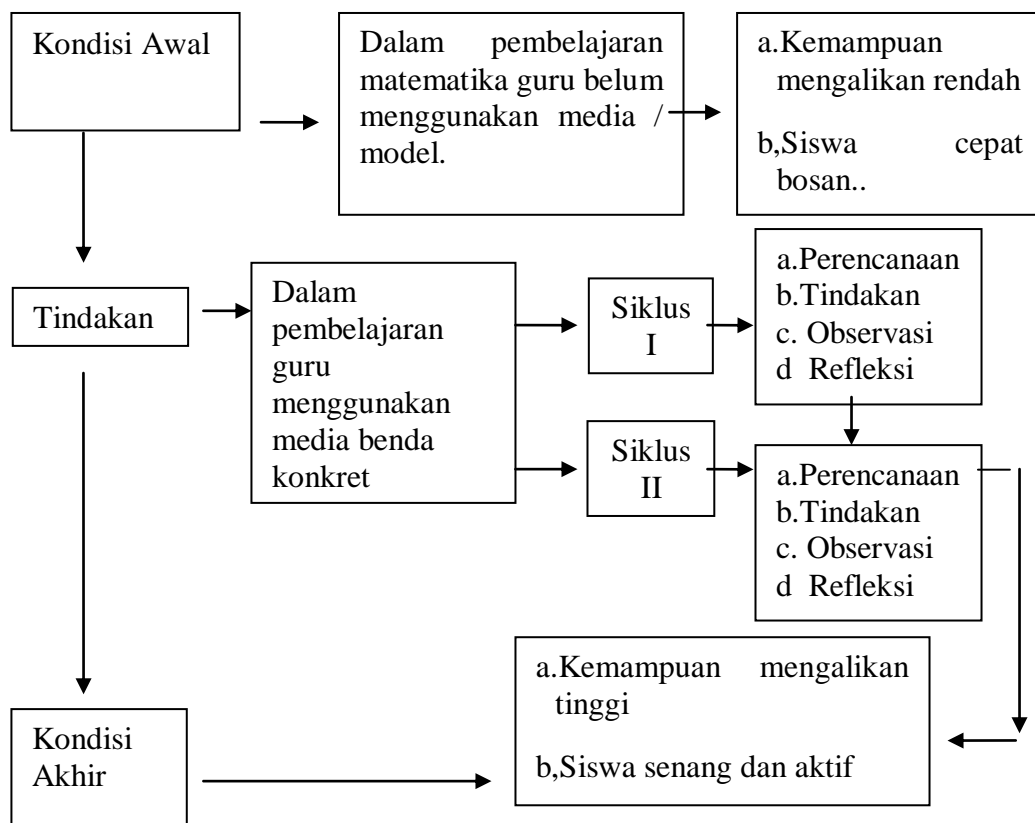 Kondisi Awal
Dalam pembelajaran
matematika guru belum
menggunakan media /
model.
a.Kemampuan
mengalikan rendah
b,Siswa cepat
bosan..
Tindakan
Dalam
pembelajaran
guru
menggunakan
media benda
konkret
Siklus
I
a.Perencanaan
b.Tindakan
c. Observasi
d Refleksi
Siklus
II
a.Perencanaan
b.Tindakan
c. Observasi
d Refleksi
Kondisi
Akhir
a.Kemampuan mengalikan
tinggi
b,Siswa senang dan aktif